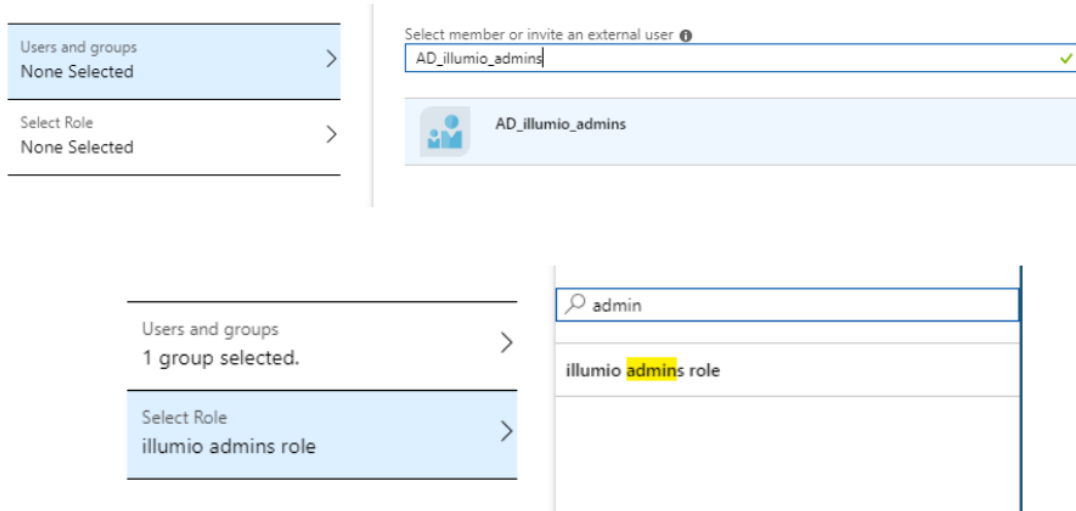 Users and groups
None Selected
Select Role
None Selected
Select member or invite an external user
AD_illumio_admins
AD_illumio_admins
Users and groups
1 group selected.
Select Role
illumio admins role
admin
illumio admins role